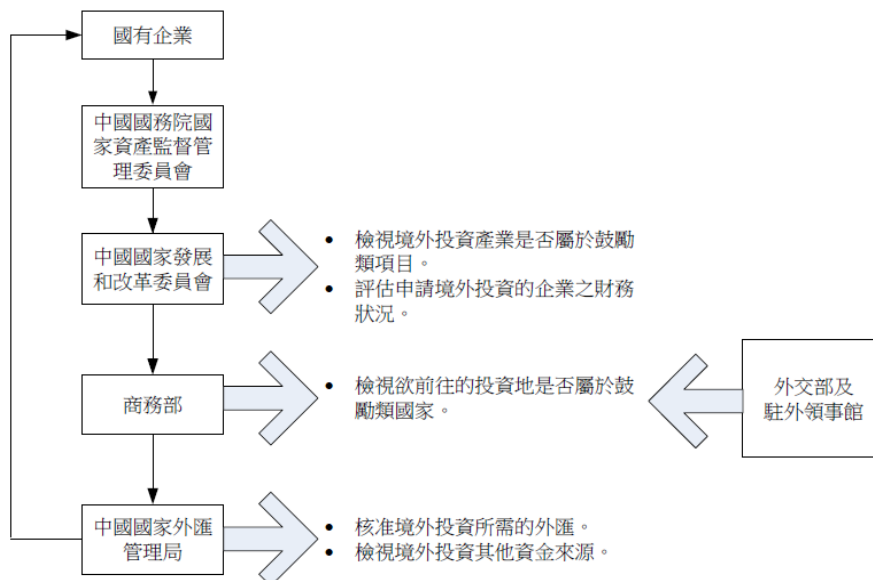 國有企業
中國國務院國
家資產監督管
理委員會
中國國家發展
和改革委員會
• 檢視境外投資產業是否屬於鼓勵
類項目。
• 評估申請境外投資的企業之財務
狀況。
商務部
• 檢視欲前往的投資地是否屬於鼓
勵類國家。
外交部及
駐外領事館
中國國家外匯
管理局
• 核准境外投資所需的外匯。
• 檢視境外投資其他資金來源。